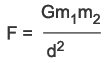 F = Gm₁m₂
d²